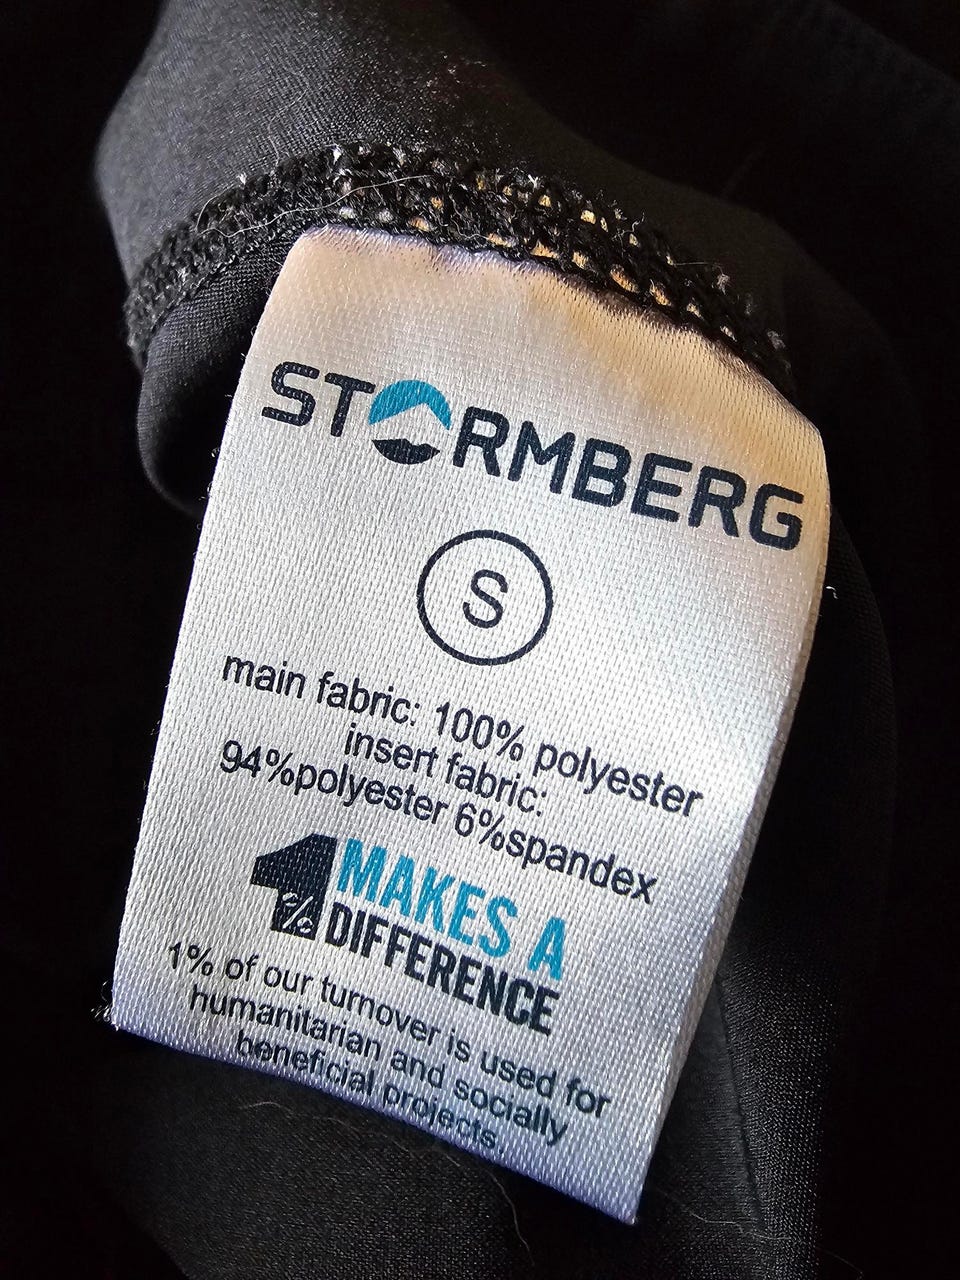 STORMBERG
S
main fabric: 100% polyester
insert fabric:
94%polyester 6%spandex
1% MAKES A
DIFFERENCE
1% of our turnover is used for
humanitarian and socially
beneficial projects.